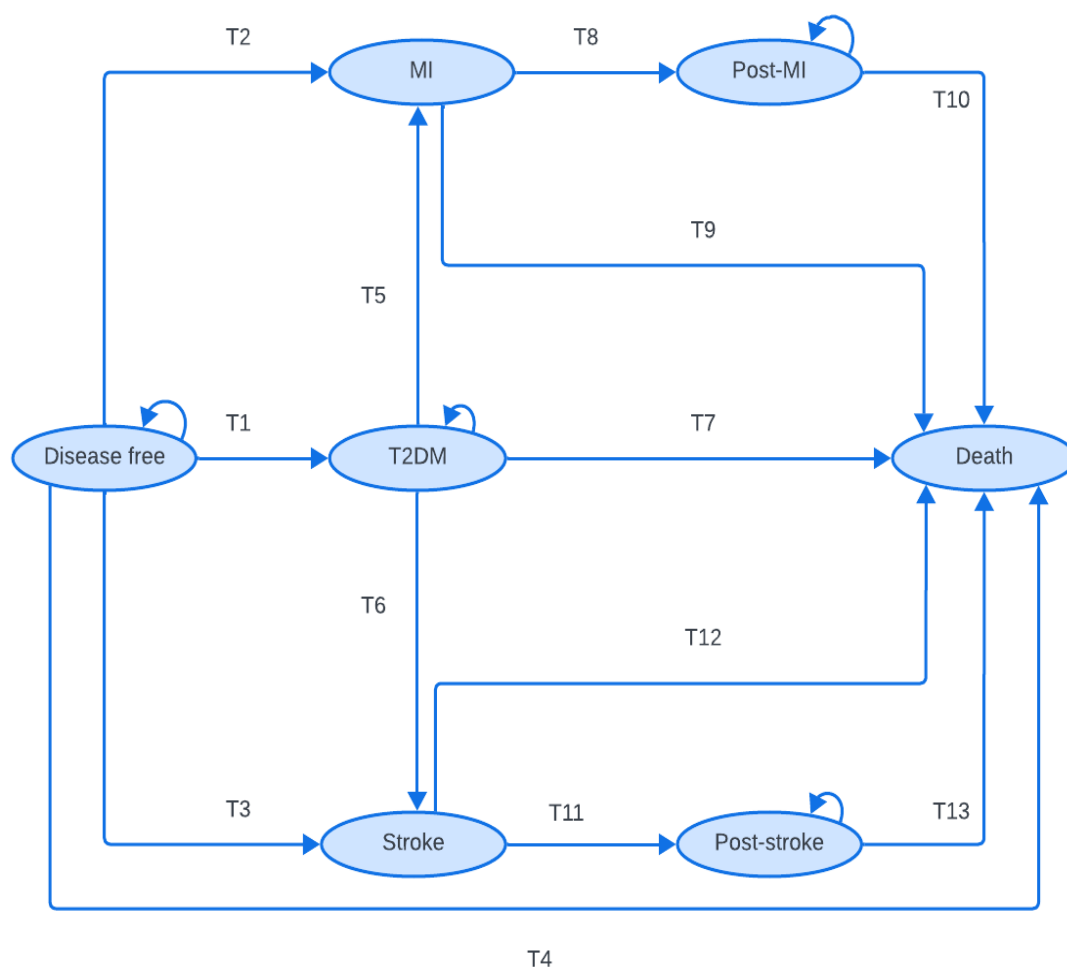 T2
T8
MI
Post-MI
T10
T9
T5
T1
T7
Disease free
T2DM
Death
T6
T12
T3
T11
T13
Stroke
Post-stroke
T4